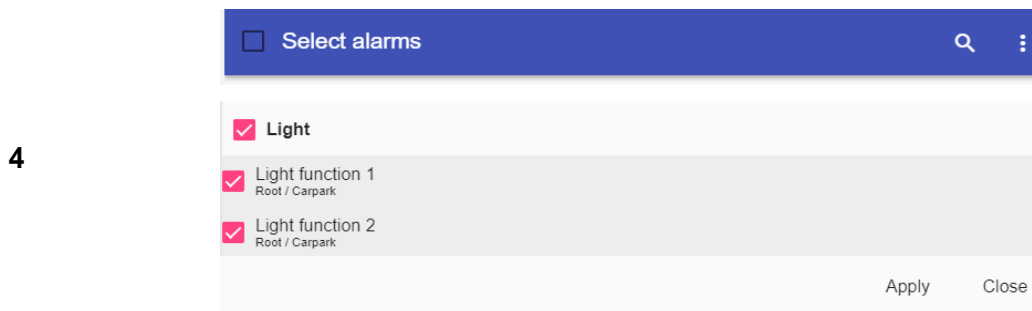 Select alarms
4
Light
Light function 1
Root / Carpark
Light function 2
Root / Carpark
Apply Close